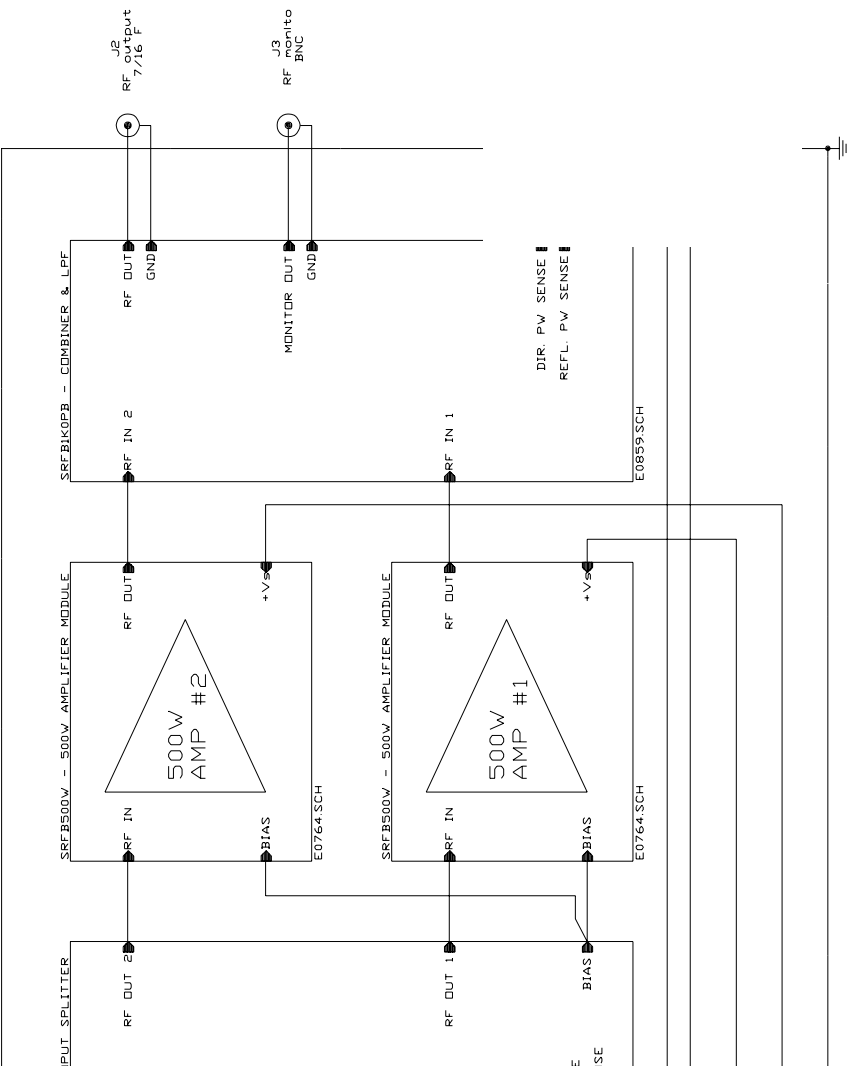 J2
RF output
7/16 F
J3
RF monito
BNC
SRFB1K0PB - COMBINER & LPF
RF OUT
GND
MONITOR OUT
GND
DIR. PW SENSE
REFL. PW SENSE
RF IN 2
RF IN 1
E0859.SCH
SRFB500W - 500W AMPLIFIER MODULE
RF OUT
+Vs
500W
AMP #2
RF IN
BIAS
E0764.SCH
SRFB500W - 500W AMPLIFIER MODULE
RF OUT
+Vs
500W
AMP #1
RF IN
BIAS
E0764.SCH
PUT SPLITTER
RF OUT 2
RF OUT 1
BIAS
E
NSE